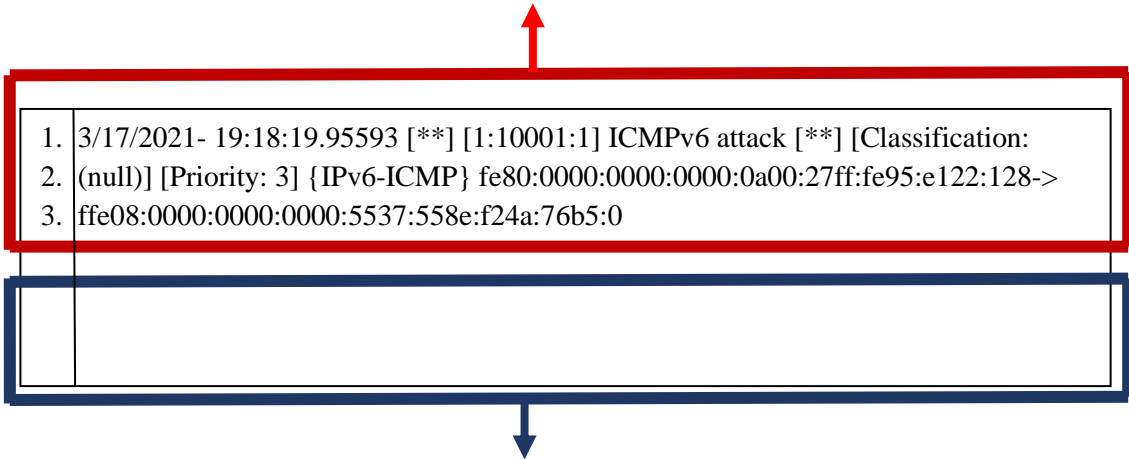 1. 3/17/2021- 19:18:19.95593 [**] [1:10001:1] ICMPv6 attack [**] [Classification:
2. (null)] [Priority: 3] {IPv6-ICMP} fe80:0000:0000:0000:0a00:27ff:fe95:e122:128->
3. ffe08:0000:0000:0000:5537:558e:f24a:76b5:0